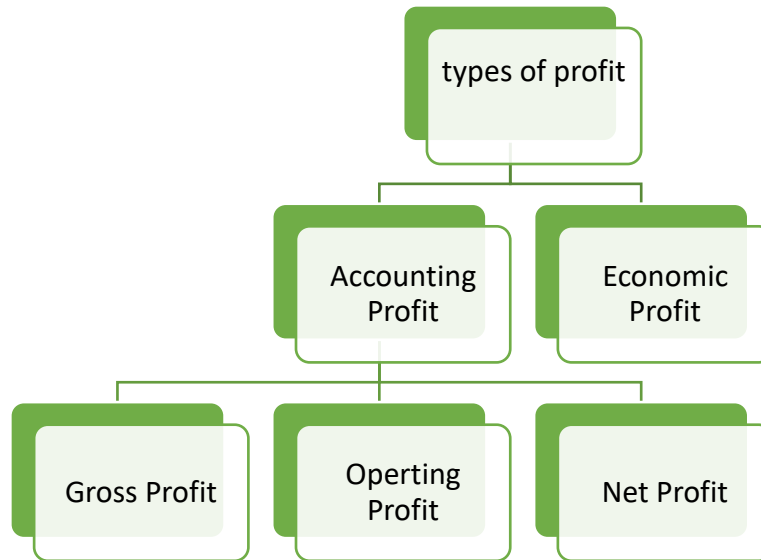 types of profit
Accounting
Profit
Economic
Profit
Gross Profit
Operting
Profit
Net Profit